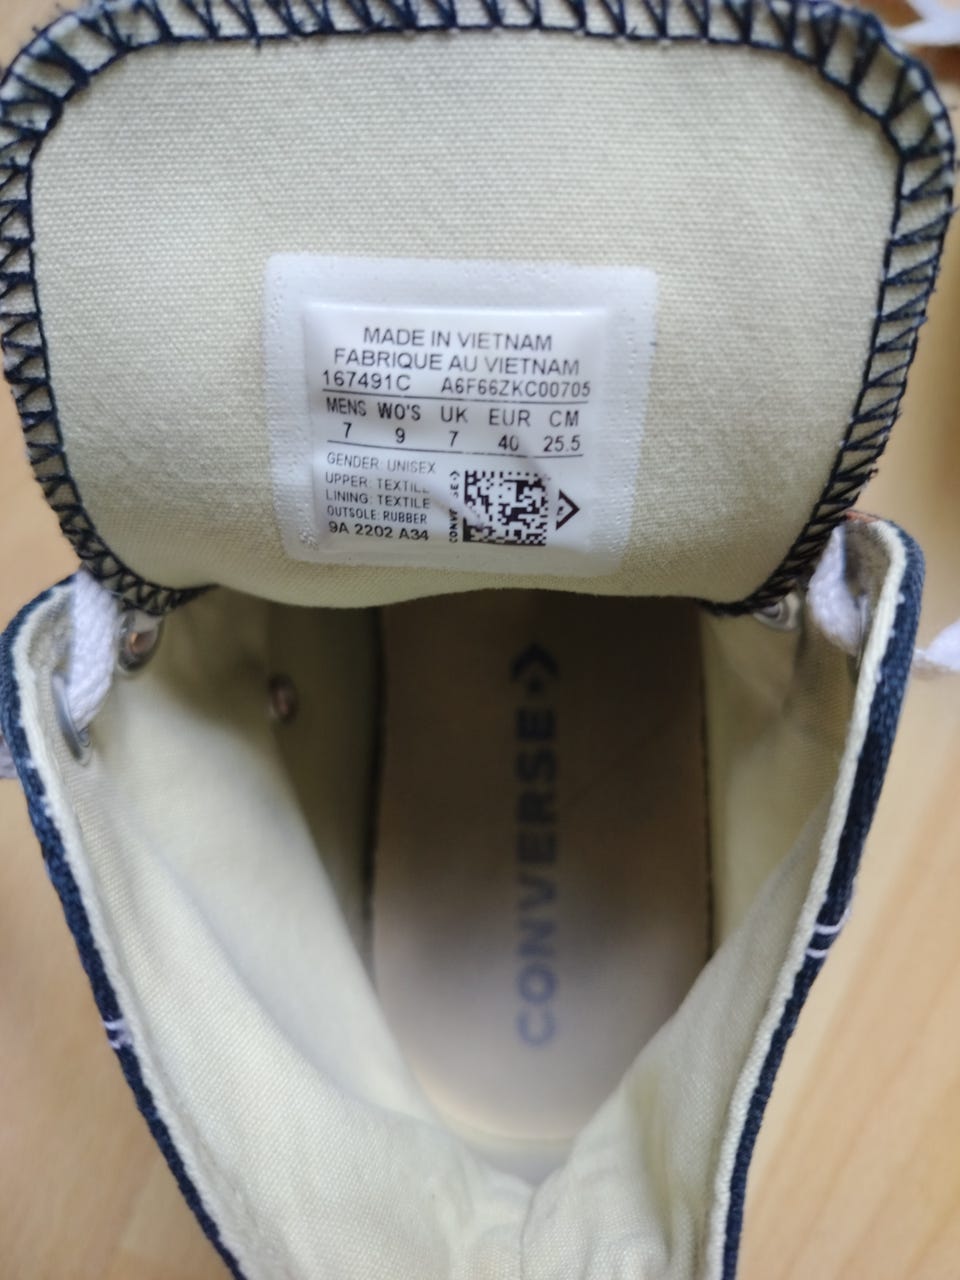 MADE IN VIETNAM
FABRIQUE AU VIETNAM
167491C A6F66ZKC00705
MENS WO'S UK EUR CM
7 9 7 40 25.5
GENDER: UNISEX
UPPER: TEXTILE
LINING: TEXTILE
OUTSOLE: RUBBER
9A 2202 A34
CONVERSE
CONVERSE